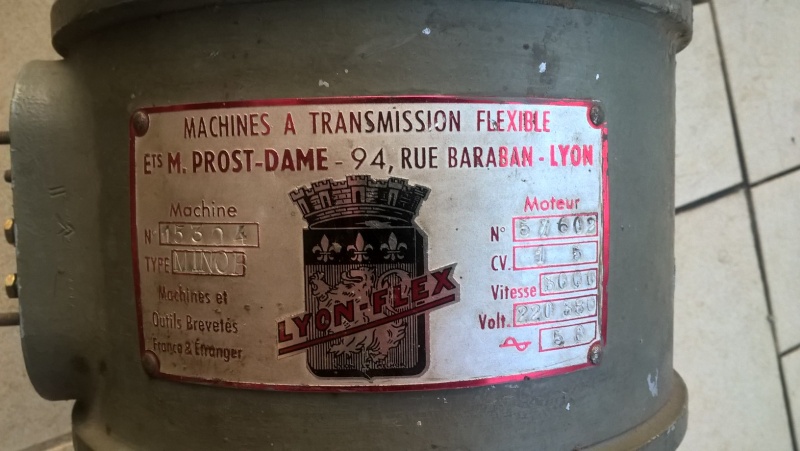 MACHINES A TRANSMISSION FLEXIBLE
Ets M. PROST-DAME - 94, RUE BARABAN - LYON
Machine
N°
TYPE MINOR
Machines et
Outils Brevetés
France & Étranger
LYON-FLEX
Moteur
N°
CV.
Vitesse
Volt. 220